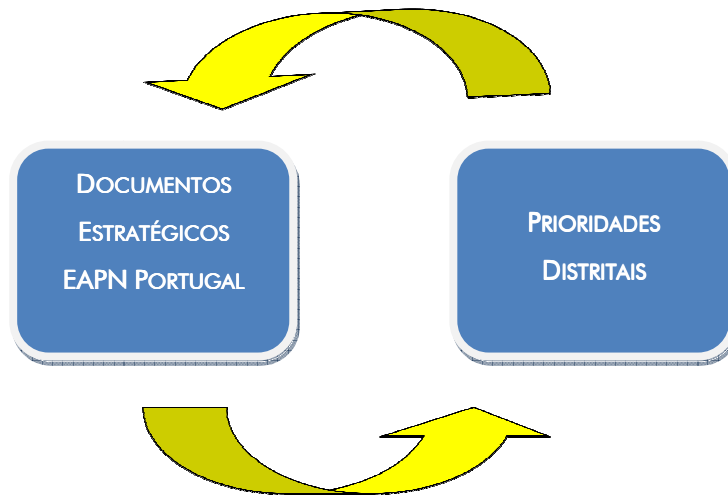 DOCUMENTOS
ESTRATÉGICOS
EAPN PORTUGAL
PRIORIDADES
DISTRITAIS